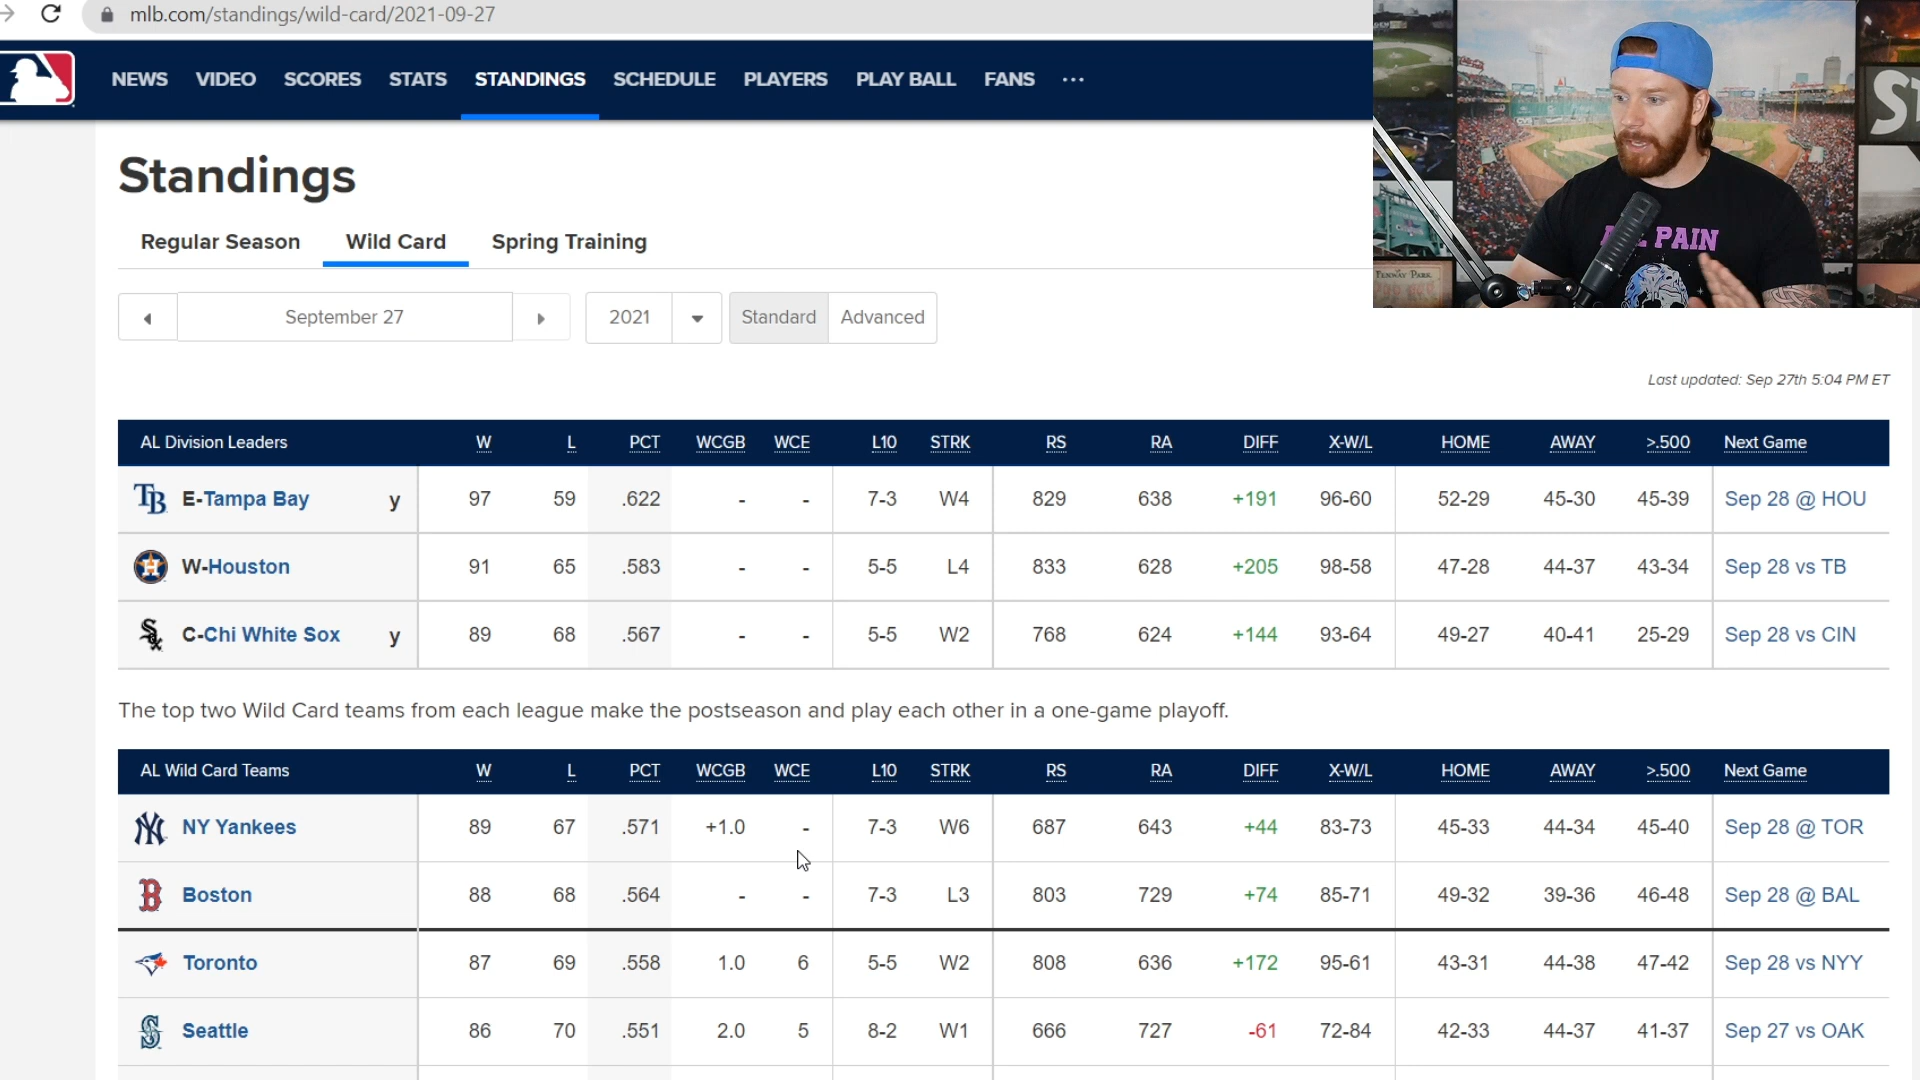 mlb.com/standings/wild-card/2021-09-27
NEWS VIDEO SCORES STATS STANDINGS SCHEDULE PLAYERS PLAY BALL FANS ...
PAIN
FENWAY PARK
Standings
Regular Season Wild Card Spring Training
September 27 2021 Standard Advanced
Last updated: Sep 27th 5:04 PM ET
AL Division Leaders W L PCT WCGB WCE L10 STRK RS RA DIFF X-W/L HOME AWAY >.500 Next Game
TB E-Tampa Bay y 97 59 .622 - - 7-3 W4 829 638 +191 96-60 52-29 45-30 45-39 Sep 28 @ HOU
H W-Houston 91 65 .583 - - 5-5 L4 833 628 +205 98-58 47-28 44-37 43-34 Sep 28 vs TB
Sox C-Chi White Sox y 89 68 .567 - - 5-5 W2 768 624 +144 93-64 49-27 40-41 25-29 Sep 28 vs CIN
The top two Wild Card teams from each league make the postseason and play each other in a one-game playoff.
AL Wild Card Teams W L PCT WCGB WCE L10 STRK RS RA DIFF X-W/L HOME AWAY >.500 Next Game
NY NY Yankees 89 67 .571 +1.0 - 7-3 W6 687 643 +44 83-73 45-33 44-34 45-40 Sep 28 @ TOR
B Boston 88 68 .564 - - 7-3 L3 803 729 +74 85-71 49-32 39-36 46-48 Sep 28 @ BAL
Toronto 87 69 .558 1.0 6 5-5 W2 808 636 +172 95-61 43-31 44-38 47-42 Sep 28 vs NYY
S Seattle 86 70 .551 2.0 5 8-2 W1 666 727 -61 72-84 42-33 44-37 41-37 Sep 27 vs OAK